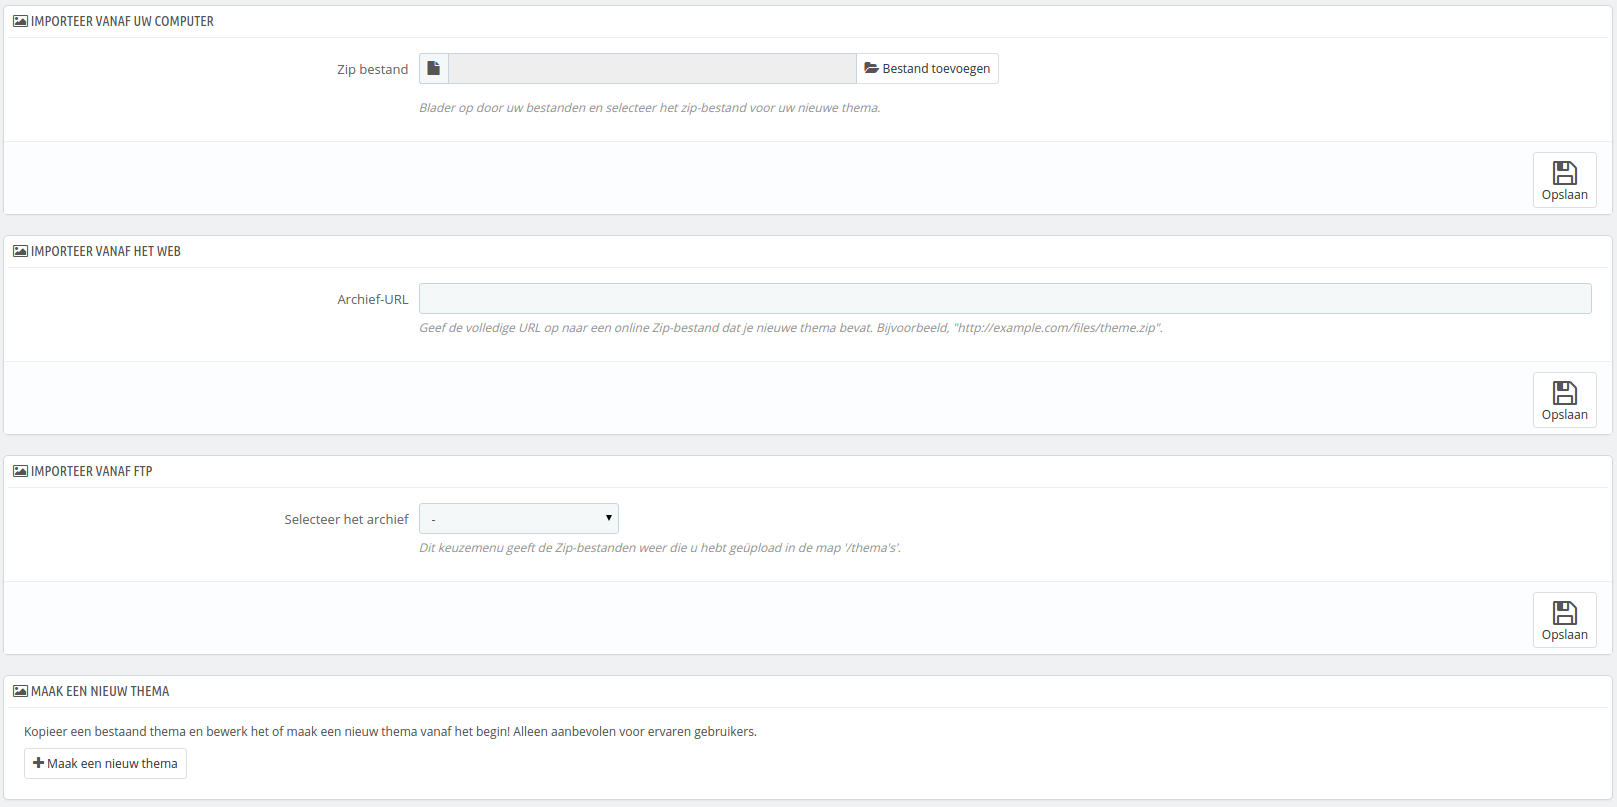 IMPORTEER VANAF UW COMPUTER
Zip bestand
Bestand toevoegen
Blader op door uw bestanden en selecteer het zip-bestand voor uw nieuwe thema.
Opslaan
IMPORTEER VANAF HET WEB
Archief-URL
Geef de volledige URL op naar een online Zip-bestand dat je nieuwe thema bevat. Bijvoorbeeld, "http://example.com/files/theme.zip".
Opslaan
IMPORTEER VANAF FTP
Selecteer het archief
-
Dit keuzemenu geeft de Zip-bestanden weer die u hebt geüpload in de map '/thema's'.
Opslaan
MAAK EEN NIEUW THEMA
Kopieer een bestaand thema en bewerk het of maak een nieuw thema vanaf het begin! Alleen aanbevolen voor ervaren gebruikers.
Maak een nieuw thema